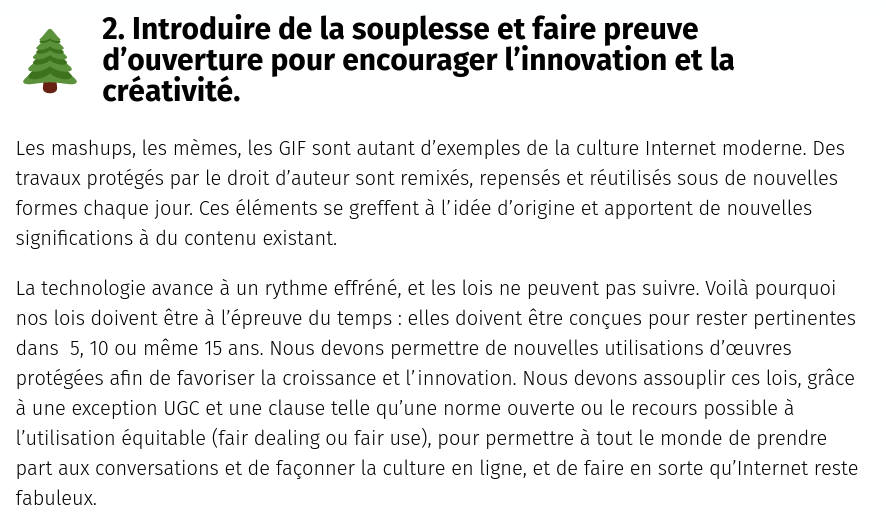 2. Introduire de la souplesse et faire preuve
d’ouverture pour encourager l’innovation et la
créativité.
Les mashups, les mèmes, les GIF sont autant d’exemples de la culture Internet moderne. Des
travaux protégés par le droit d’auteur sont remixés, repensés et réutilisés sous de nouvelles
formes chaque jour. Ces éléments se greffent à l’idée d’origine et apportent de nouvelles
significations à du contenu existant.
La technologie avance à un rythme effréné, et les lois ne peuvent pas suivre. Voilà pourquoi
nos lois doivent être à l’épreuve du temps : elles doivent être conçues pour rester pertinentes
dans  5, 10 ou même 15 ans. Nous devons permettre de nouvelles utilisations d’œuvres
protégées afin de favoriser la croissance et l’innovation. Nous devons assouplir ces lois, grâce
à une exception UGC et une clause telle qu’une norme ouverte ou le recours possible à
l’utilisation équitable (fair dealing ou fair use), pour permettre à tout le monde de prendre
part aux conversations et de façonner la culture en ligne, et de faire en sorte qu’Internet reste
fabuleux.